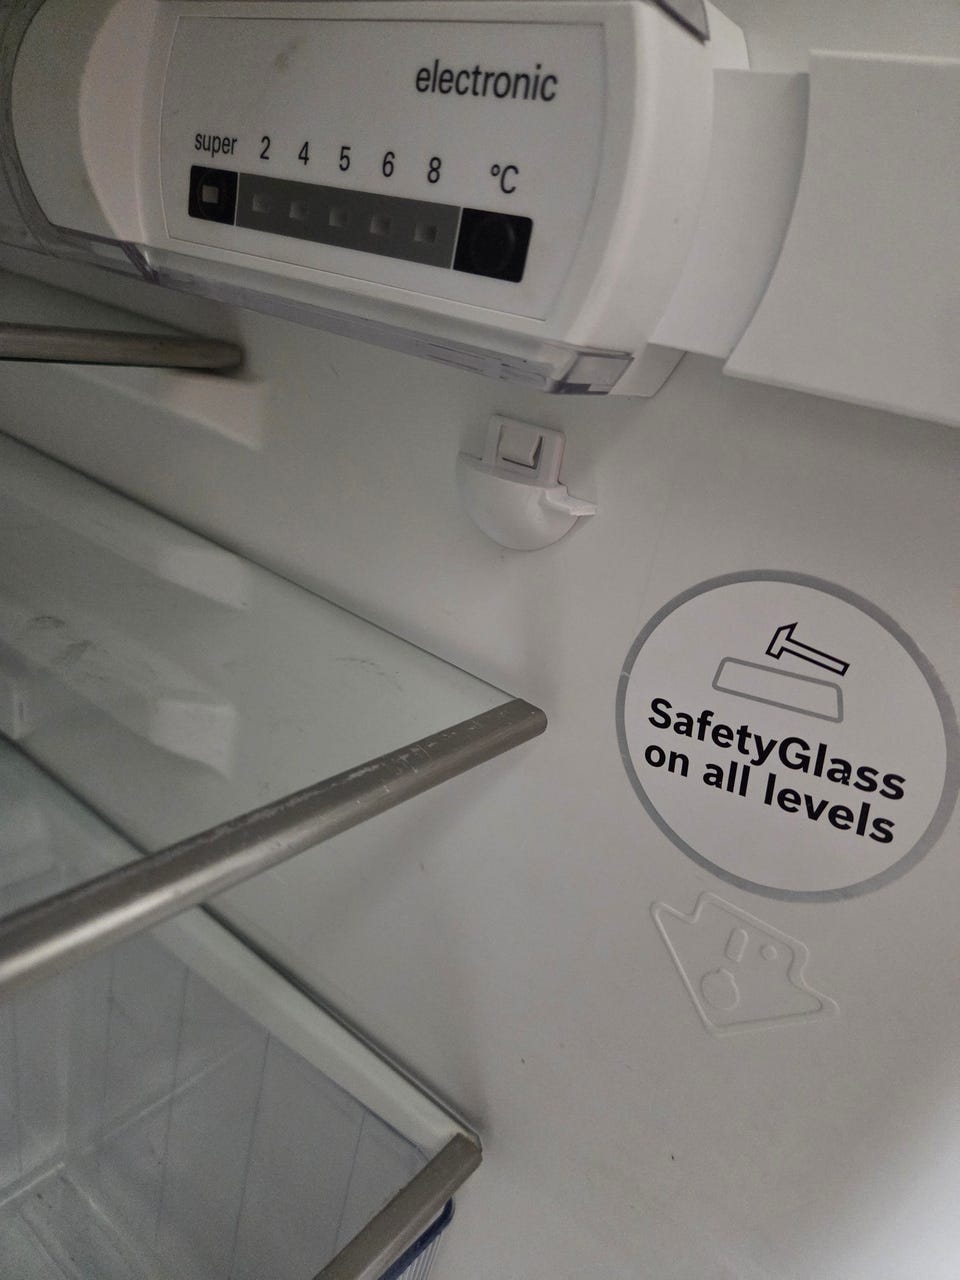 electronic
super 2 4 5 6 8 °C
SafetyGlass
on all levels